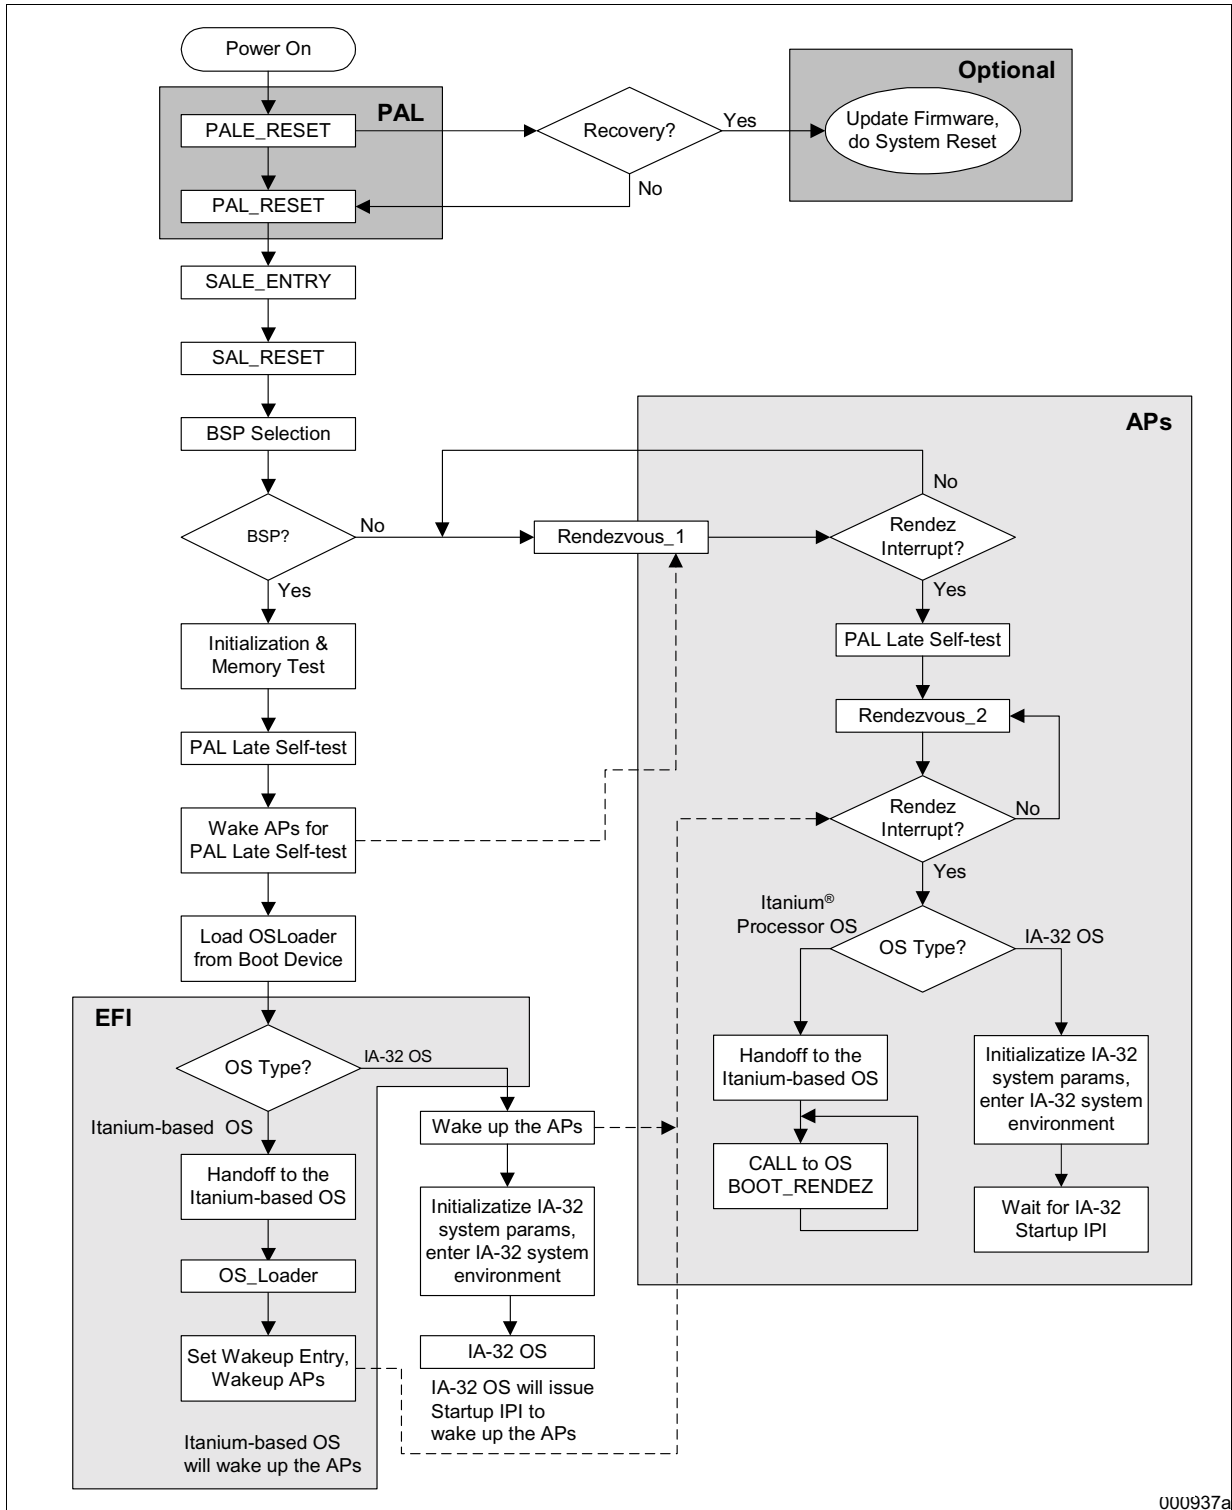 Power On
PAL
PALE_RESET
PAL_RESET
Recovery?
Yes
No
Optional
Update Firmware,
do System Reset
SALE_ENTRY
SAL_RESET
BSP Selection
BSP?
No
Yes
Initialization &
Memory Test
PAL Late Self-test
Wake APs for
PAL Late Self-test
Load OSLoader
from Boot Device
EFI
OS Type?
IA-32 OS
Itanium-based OS
Handoff to the
Itanium-based OS
OS_Loader
Set Wakeup Entry,
Wakeup APs
Itanium-based OS
will wake up the APs
Wake up the APs
Initializatize IA-32
system params,
enter IA-32 system
environment
IA-32 OS
IA-32 OS will issue
Startup IPI to
wake up the APs
APs
Rendezvous_1
No
Rendez
Interrupt?
Yes
PAL Late Self-test
Rendezvous_2
Rendez
Interrupt?
No
Yes
Itanium®
Processor OS
OS Type?
IA-32 OS
Handoff to the
Itanium-based OS
CALL to OS
BOOT_RENDEZ
Initializatize IA-32
system params,
enter IA-32 system
environment
Wait for IA-32
Startup IPI
000937a